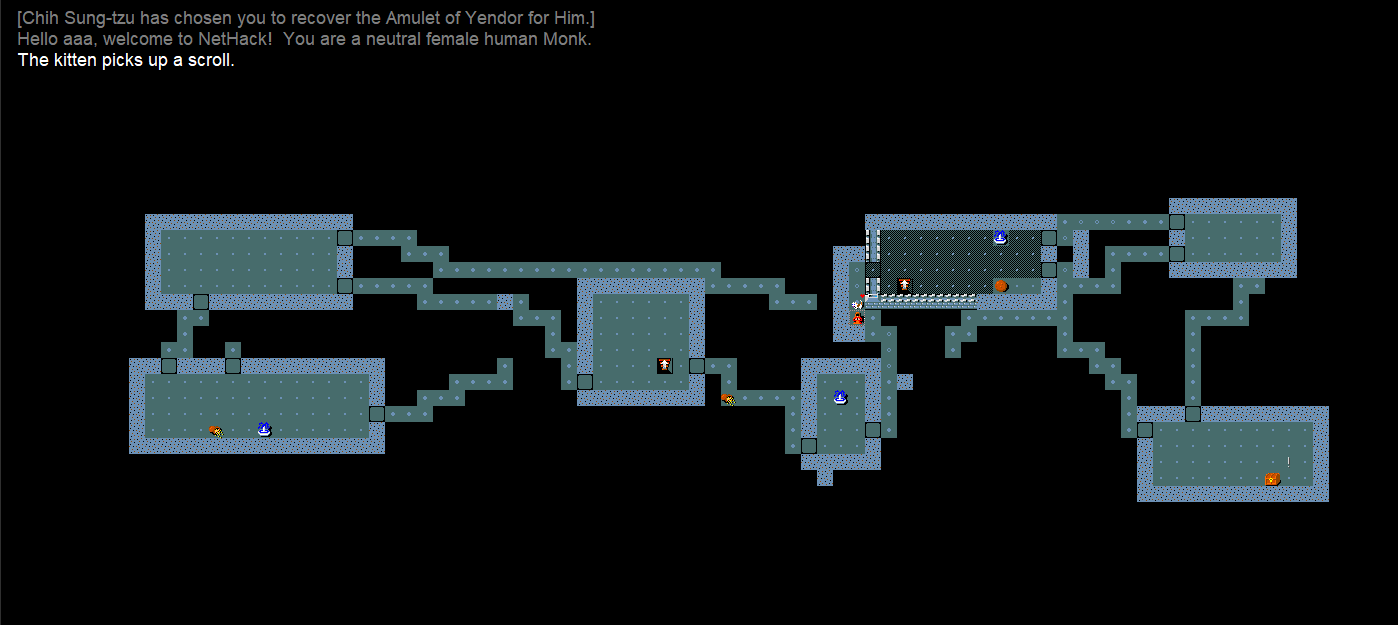 [Chih Sung-tzu has chosen you to recover the Amulet of Yendor for Him.]
Hello aaa, welcome to NetHack!  You are a neutral female human Monk.
The kitten picks up a scroll.